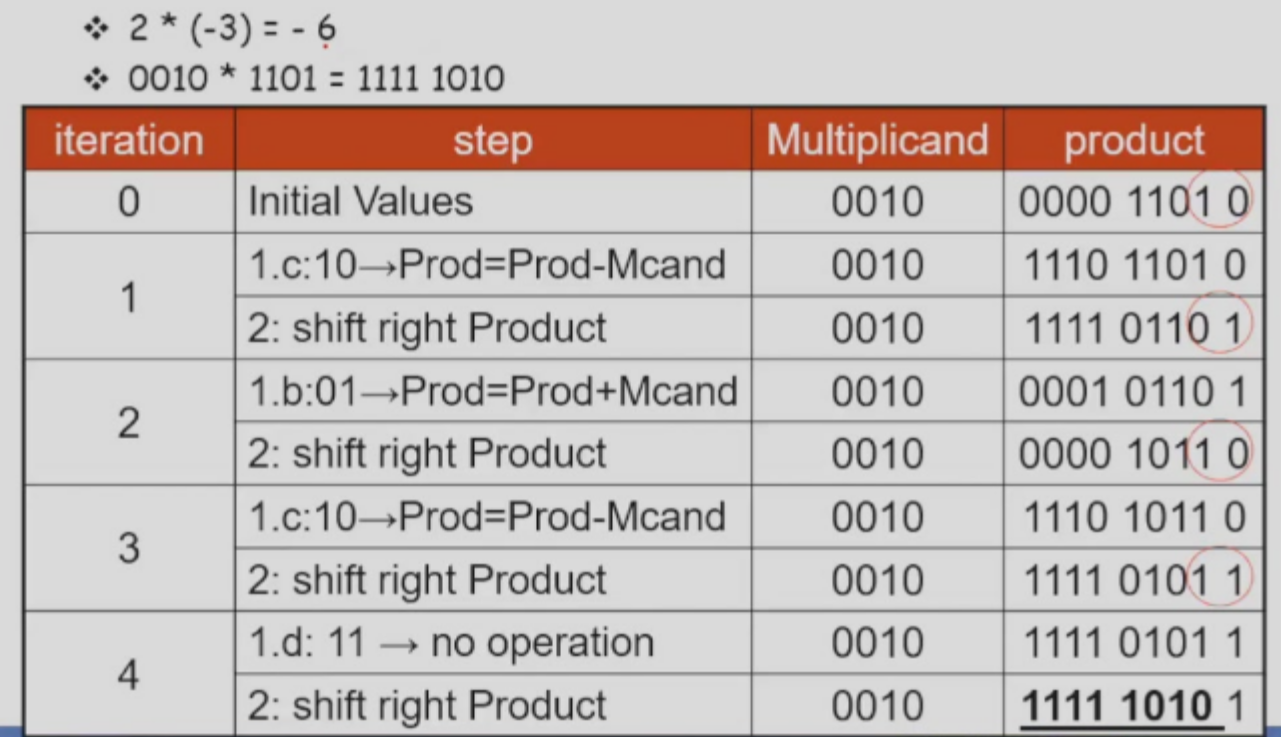 ❖ 2 * (-3) = - 6
❖ 0010 * 1101 = 1111 1010
iteration step Multiplicand product
0 Initial Values 0010 0000 1101 0
1 1.c:10→Prod=Prod-Mcand 0010 1110 1101 0
2: shift right Product 0010 1111 0110 1
2 1.b:01→Prod=Prod+Mcand 0010 0001 0110 1
2: shift right Product 0010 0000 1011 0
3 1.c:10→Prod=Prod-Mcand 0010 1110 1011 0
2: shift right Product 0010 1111 0101 1
4 1.d: 11 → no operation 0010 1111 0101 1
2: shift right Product 0010 1111 1010 1